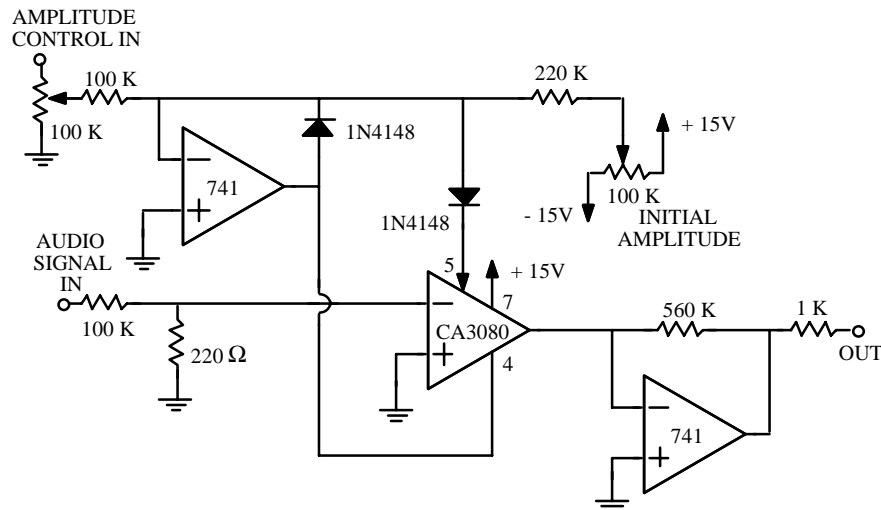 AMPLITUDE
CONTROL IN
100 K
100 K
220 K
1N4148
+ 15V
741
100 K
- 15V
INITIAL
AMPLITUDE
1N4148
AUDIO
SIGNAL
IN
5
+ 15V
7
100 K
CA3080
560 K
1 K
4
OUT
220 Ω
741